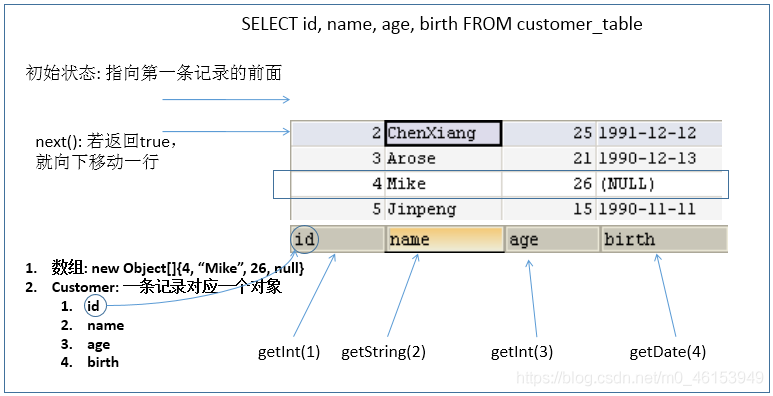 SELECT id, name, age, birth FROM customer_table
初始状态: 指向第一条记录的前面
next(): 若返回true，
就向下移动一行
2 ChenXiang 25 1991-12-12
3 Arose 21 1990-12-13
4 Mike 26 (NULL)
5 Jinpeng 15 1990-11-11
id name age birth
1. 数组: new Object[]{4, “Mike”, 26, null}
2. Customer: 一条记录对应一个对象
1. id
2. name
3. age
4. birth
getInt(1) getString(2) getInt(3) getDate(4)
https://blog.csdn.net/m0_46153949